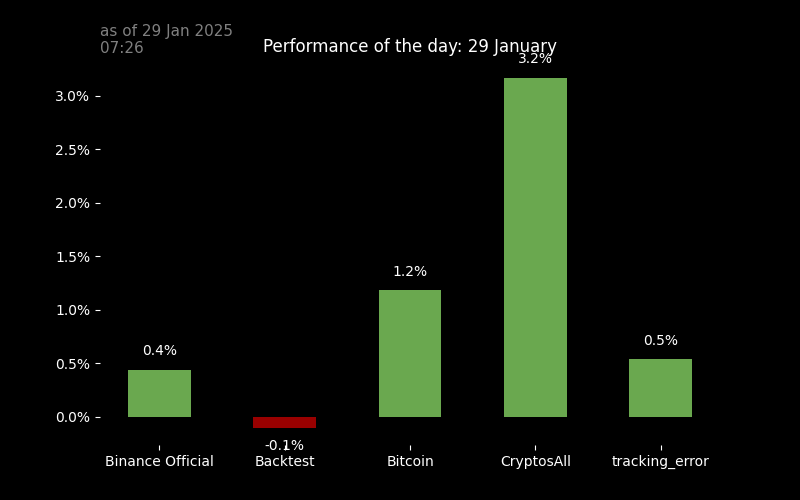 as of 29 Jan 2025
07:26
Performance of the day: 29 January
3.2%
3.0%
2.5%
2.0%
1.5%
1.2%
1.0%
0.5%
0.4%
0.5%
0.0%
-0.1%
Binance Official
Backtest
Bitcoin
CryptosAll
tracking_error